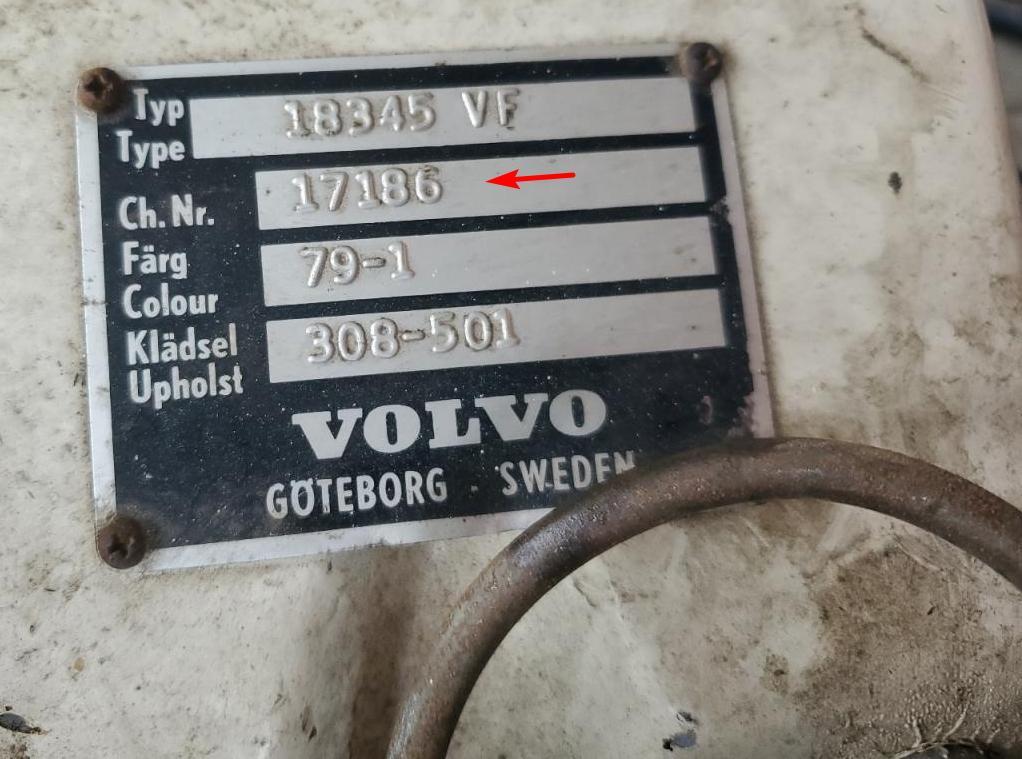 Typ 18345 VF
Type
Ch. Nr. 17186
Färg 79-1
Colour
Klädsel 308-501
Upholst
VOLVO
GÖTEBORG SWEDEN